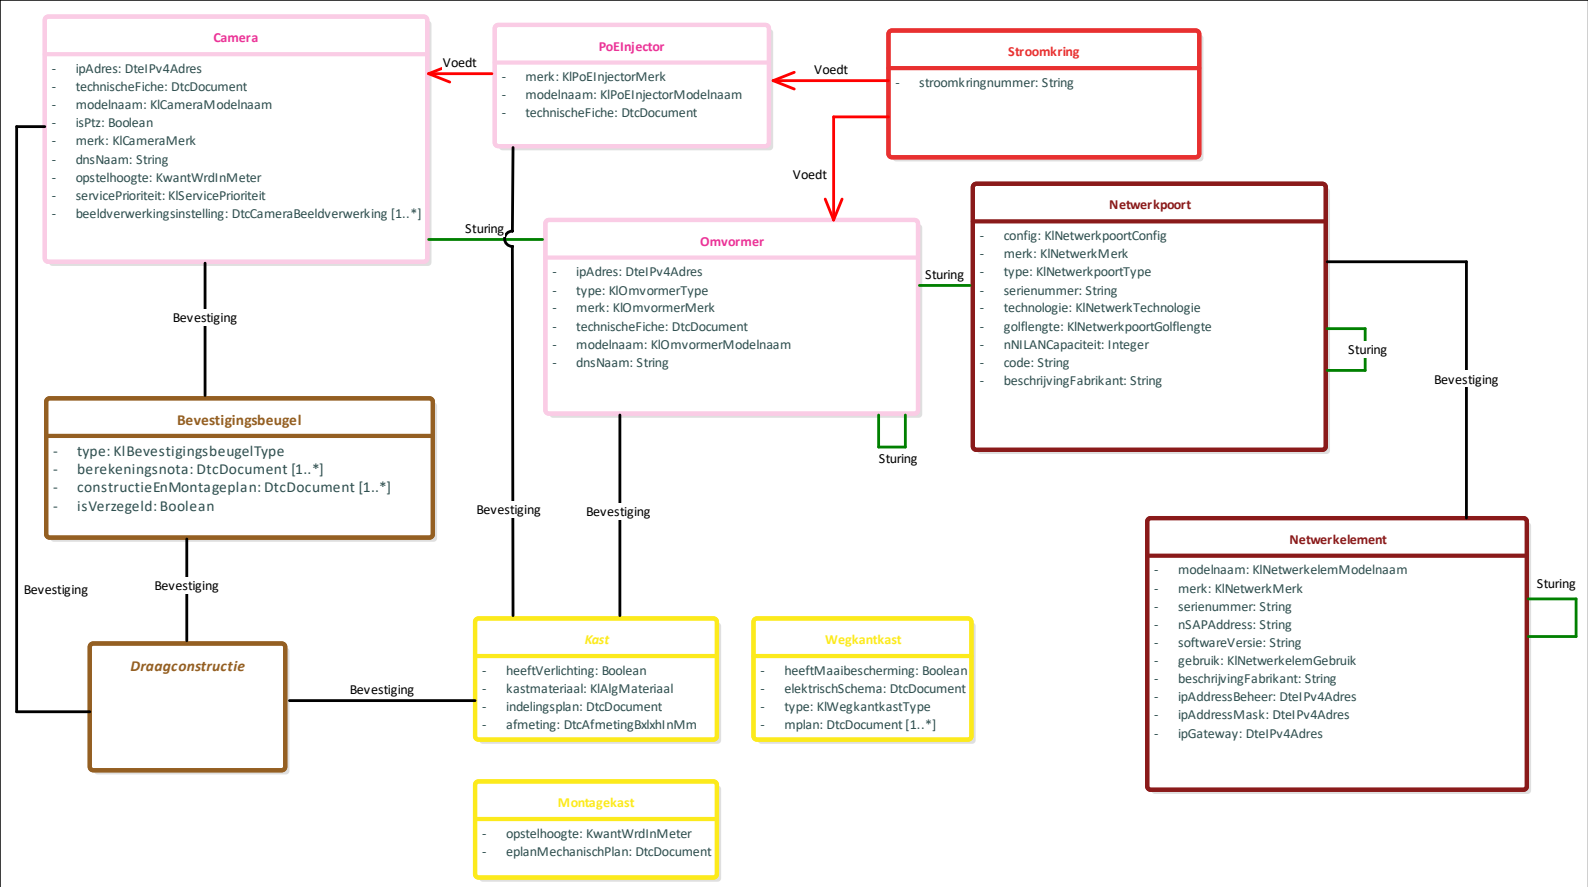 Camera
- ipAdres: DteIPv4Adres
- technischeFiche: DtcDocument
- modelnaam: KlCameraModelnaam
- isPtz: Boolean
- merk: KlCameraMerk
- dnsNaam: String
- opstelhoogte: KwantWrdInMeter
- servicePrioriteit: KlServicePrioriteit
- beeldverwerkingsinstelling: DtcCameraBeeldverwerking [1..*]
Voedt
PoEInjector
- merk: KlPoEInjectorMerk
- modelnaam: KlPoEInjectorModelnaam
- technischeFiche: DtcDocument
Voedt
Stroomkring
- stroomkringnummer: String
Voedt
Sturing
Omvormer
- ipAdres: DteIPv4Adres
- type: KlOmvormerType
- merk: KlOmvormerMerk
- technischeFiche: DtcDocument
- modelnaam: KlOmvormerModelnaam
- dnsNaam: String
Sturing
Sturing
Netwerkpoort
- config: KlNetwerkpoortConfig
- merk: KlNetwerkMerk
- type: KlNetwerkpoortType
- serienummer: String
- technologie: KlNetwerkTechnologie
- golflengte: KlNetwerkpoortGolflengte
- nNILANCapaciteit: Integer
- code: String
- beschrijvingFabrikant: String
Sturing
Bevestiging
Bevestiging
Bevestigingsbeugel
- type: KlBevestigingsbeugelType
- berekeningsnota: DtcDocument [1..*]
- constructieEnMontageplan: DtcDocument [1..*]
- isVerzegeld: Boolean
Bevestiging
Bevestiging
Bevestiging
Bevestiging
Netwerkelement
- modelnaam: KlNetwerkelemModelnaam
- merk: KlNetwerkMerk
- serienummer: String
- nSAPAddress: String
- softwareVersie: String
- gebruik: KlNetwerkelemGebruik
- beschrijvingFabrikant: String
- ipAddressBeheer: DteIPv4Adres
- ipAddressMask: DteIPv4Adres
- ipGateway: DteIPv4Adres
Sturing
Draagconstructie
Bevestiging
Kast
- heeftVerlichting: Boolean
- kastmateriaal: KlAlgMateriaal
- indelingsplan: DtcDocument
- afmeting: DtcAfmetingBxlxhInMm
Wegkantkast
- heeftMaaibescherming: Boolean
- elektrischSchema: DtcDocument
- type: KlWegkantkastType
- mplan: DtcDocument [1..*]
Montagekast
- opstelhoogte: KwantWrdInMeter
- eplanMechanischPlan: DtcDocument